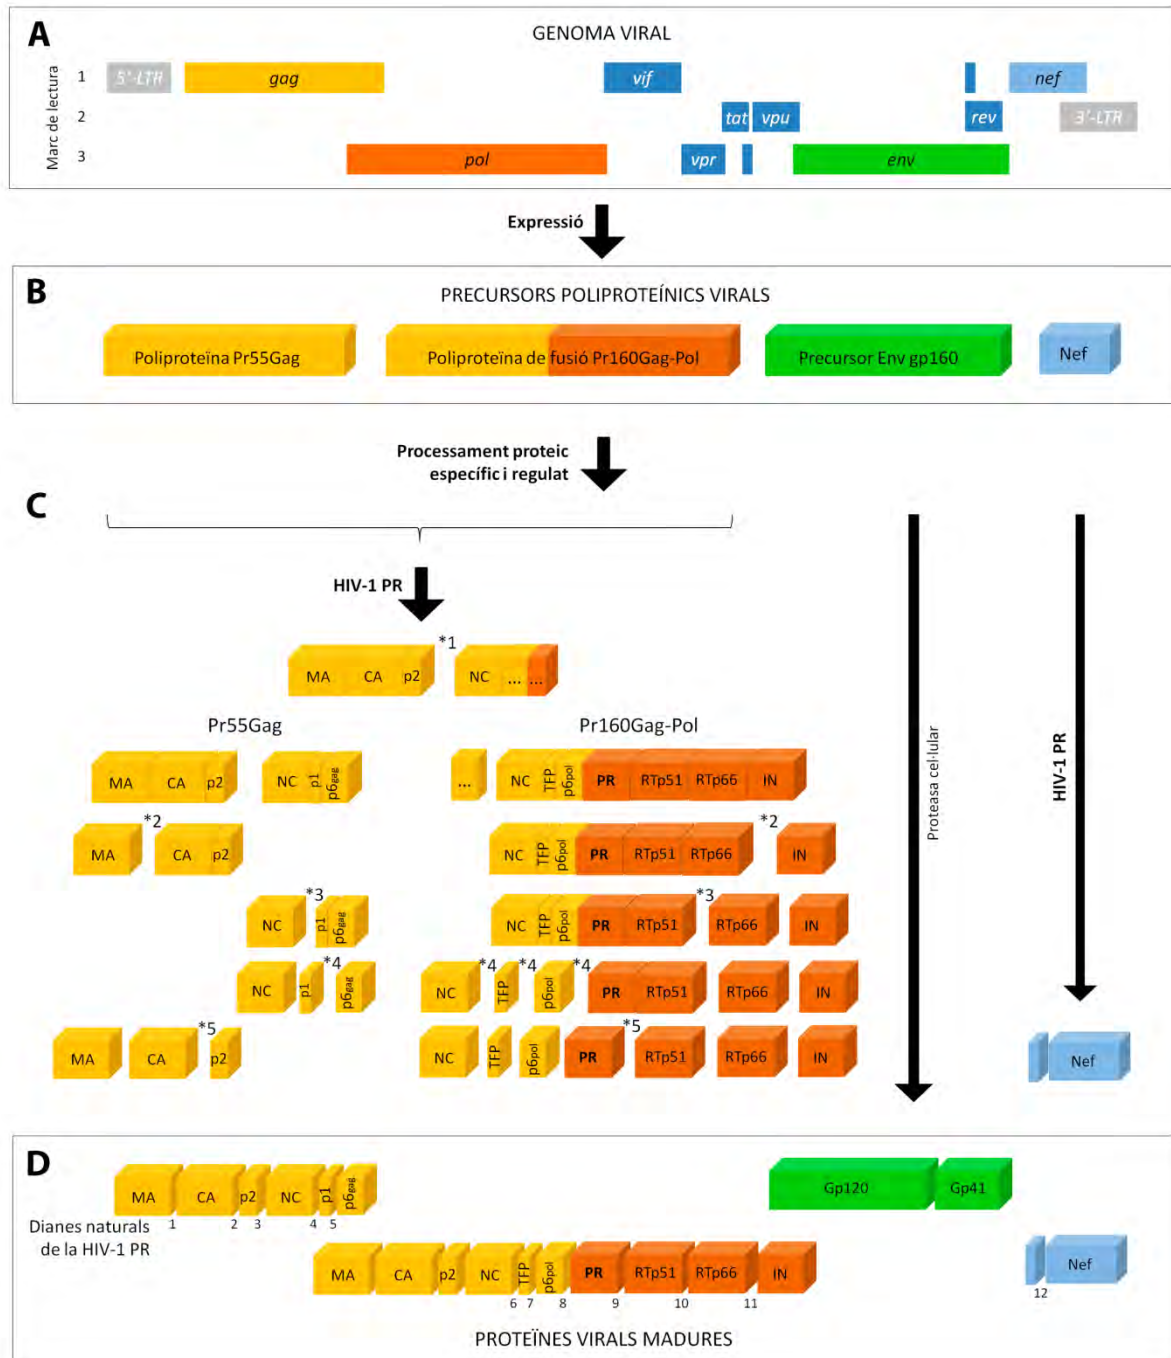 A
GENOMA VIRAL
Marc de lectura
1
2
3
5'-LTR
gag
vif
nef
tat
vpu
rev
3'-LTR
pol
vpr
env
Expressió
B
PRECURSORS POLIPROTEÍNICS VIRALS
Poliproteïna Pr55Gag
Poliproteïna de fusió Pr160Gag-Pol
Precursor Env gp160
Nef
Processament proteic
específic i regulat
C
HIV-1 PR
*1
MA CA p2 NC ... ...
Pr55Gag
Pr160Gag-Pol
MA CA p2 NC p1 p6gag
... NC TFP p6pol PR RTp51 RTp66 IN
*2
MA CA p2
*2
NC TFP p6pol PR RTp51 RTp66 IN
*3
NC p1 p6gag
*3
NC TFP p6pol PR RTp51 RTp66 IN
*4
NC p1 p6gag
*4 *4 *4
NC TFP p6pol PR RTp51 RTp66 IN
*5
MA CA p2
*5
NC TFP p6pol PR RTp51 RTp66 IN
Proteasa cel·lular
HIV-1 PR
Nef
D
MA CA p2 NC p1 p6gag
Gp120 Gp41
1 2 3 4 5
Dianes naturals
de la HIV-1 PR
MA CA p2 NC TFP p6pol PR RTp51 RTp66 IN
Nef
6 7 8 9 10 11
12
PROTEÏNES VIRALS MADURES